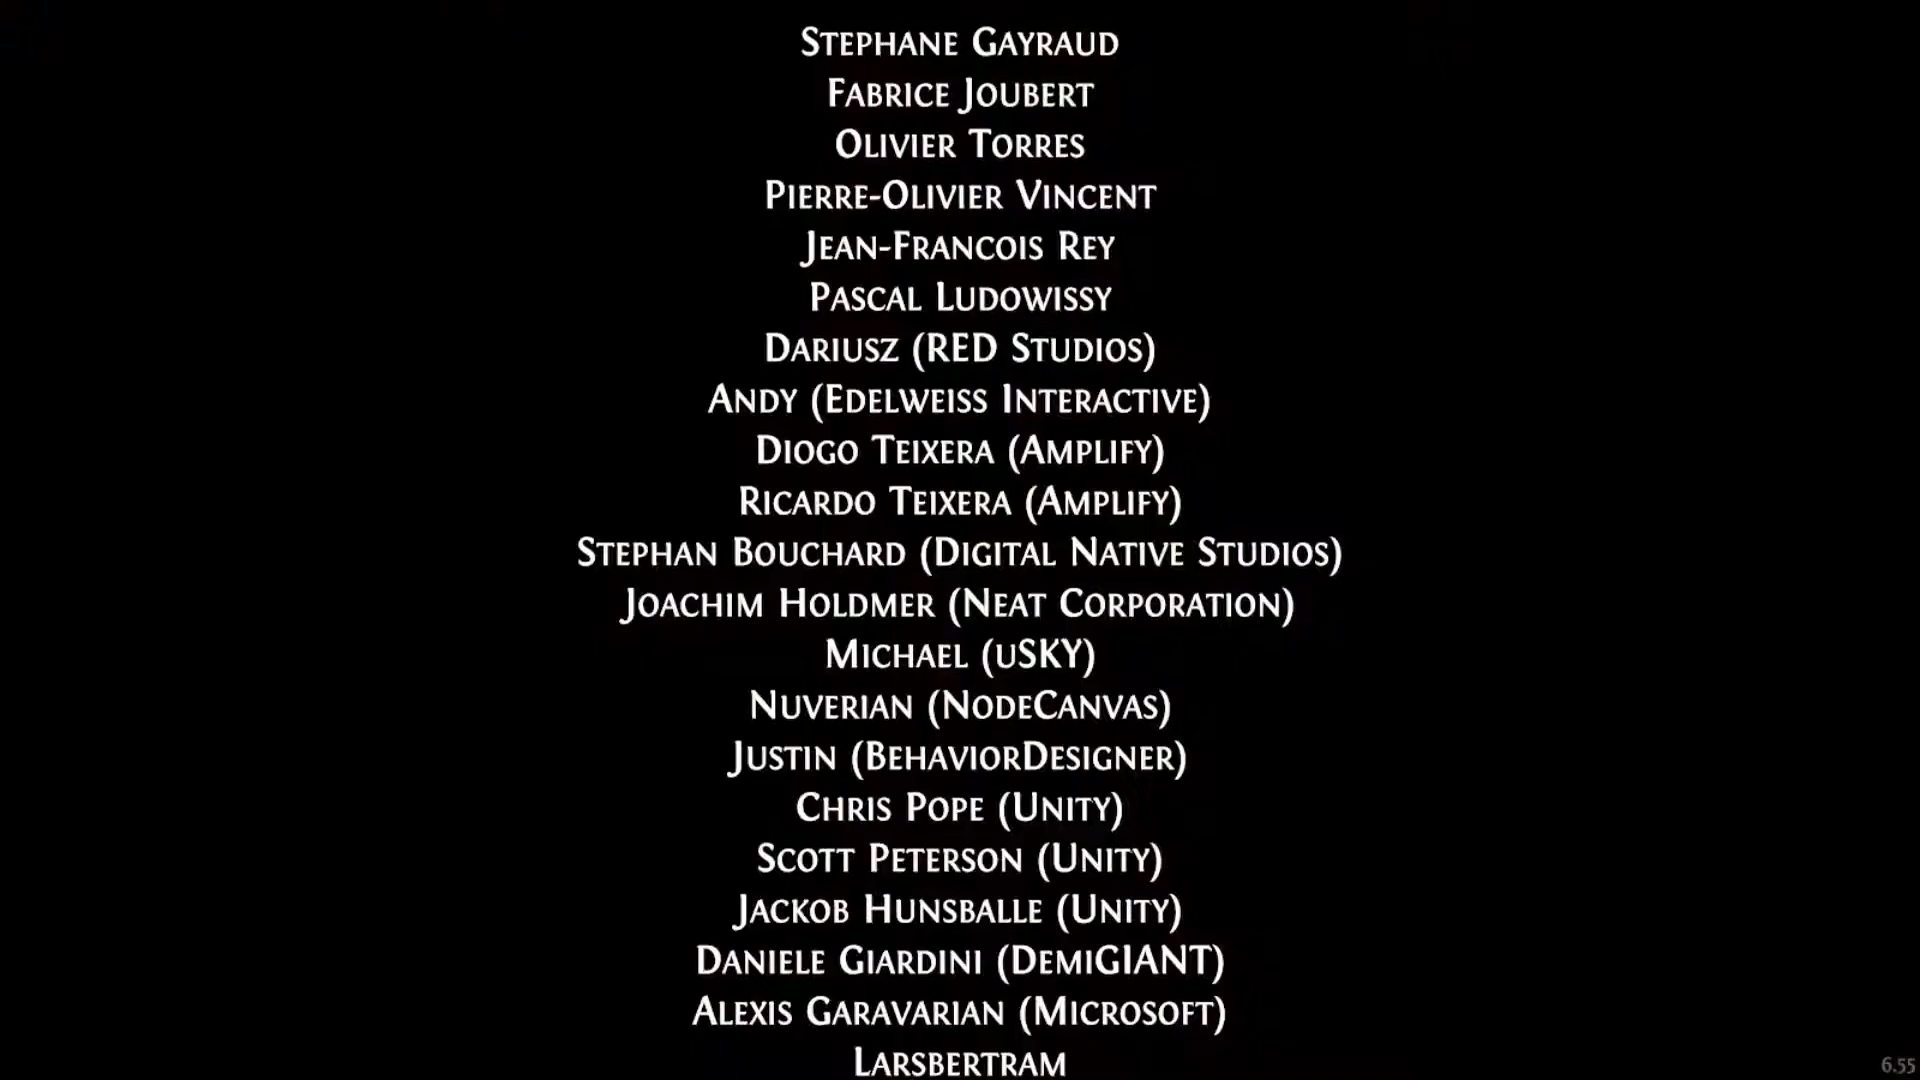 Stephane Gayraud
Fabrice Joubert
Olivier Torres
Pierre-Olivier Vincent
Jean-Francois Rey
Pascal Ludowissy
Dariusz (RED Studios)
Andy (Edelweiss Interactive)
Diogo Teixera (Amplify)
Ricardo Teixera (Amplify)
Stephan Bouchard (Digital Native Studios)
Joachim Holdmer (Neat Corporation)
Michael (uSKY)
Nuverian (NodeCanvas)
Justin (BehaviorDesigner)
Chris Pope (Unity)
Scott Peterson (Unity)
Jackob Hunsballe (Unity)
Daniele Giardini (DemiGIANT)
Alexis Garavarian (Microsoft)
Larsbertram
6.55